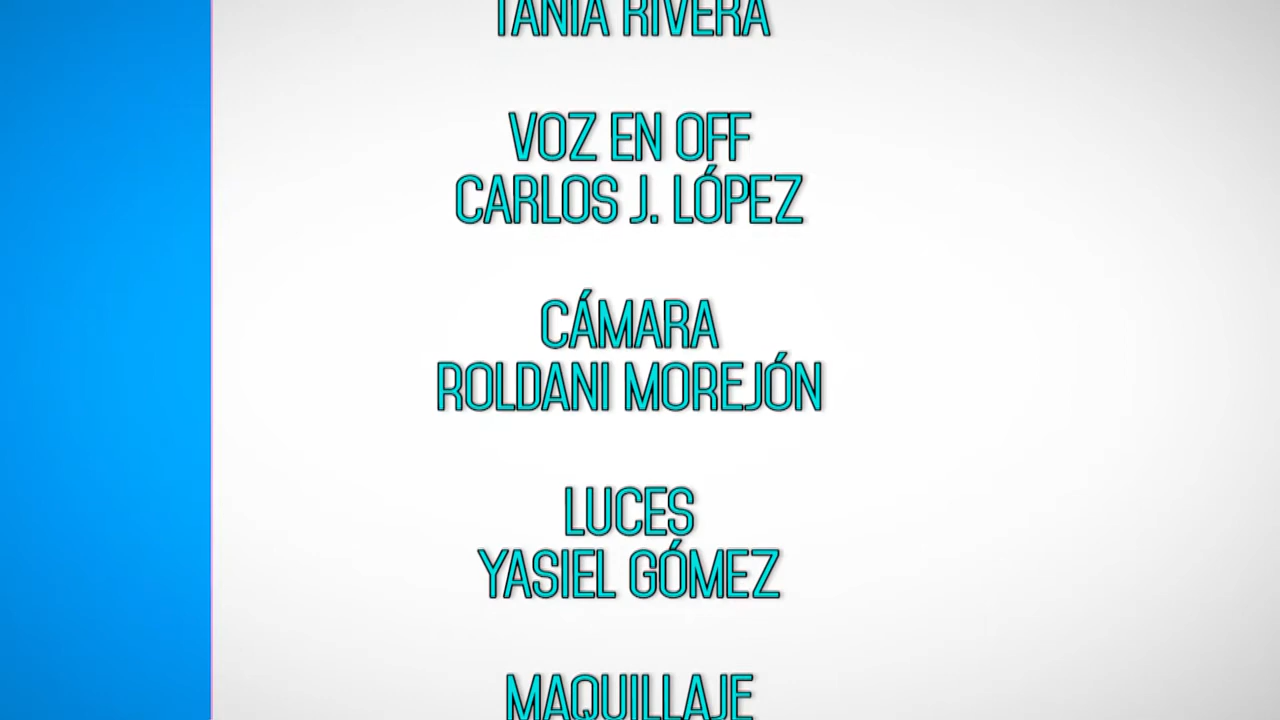 TANIA RIVERA
VOZ EN OFF
CARLOS J. LÓPEZ
CÁMARA
ROLDANI MOREJÓN
LUCES
YASIEL GÓMEZ
MAQUILLAJE